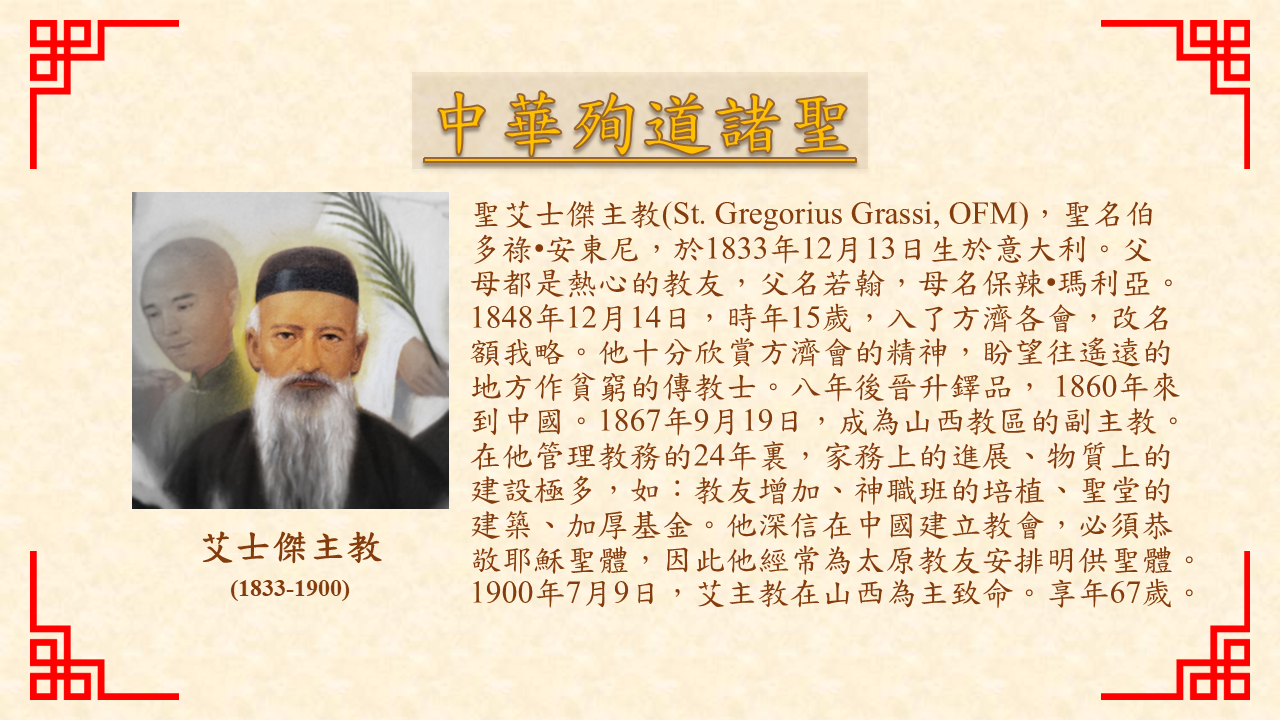 中華殉道諸聖
聖艾士傑主教(St. Gregorius Grassi, OFM)，聖名伯
多祿•安東尼，於1833年12月13日生於意大利。父
母都是熱心的教友，父名若翰，母名保辣•瑪利亞。
1848年12月14日，時年15歲，入了方濟各會，改名
額我略。他十分欣賞方濟會的精神，盼望往遙遠的
地方作貧窮的傳教士。八年後晉升鐸品， 1860年來
到中國。1867年9月19日，成為山西教區的副主教。
在他管理教務的24年裏，家務上的進展、物質上的
建設極多，如：教友增加、神職班的培植、聖堂的
建築、加厚基金。他深信在中國建立教會，必須恭
敬耶穌聖體，因此他經常為太原教友安排明供聖體。
1900年7月9日，艾主教在山西為主致命。享年67歲。
艾士傑主教
(1833-1900)